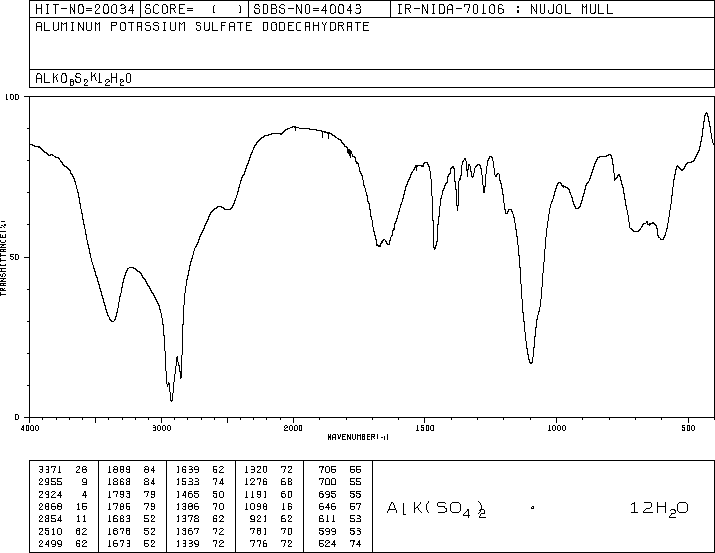 HIT-NO=20034 SCORE= ( ) SDBS-NO=40043 IR-NIDA-70106 : NUJOL MULL
ALUMINUM POTASSIUM SULFATE DODECAHYDRATE
ALKO8S2K12H2O
100
TRANSMITTANCE(%)
50
0
4000 3000 2000 1500 1000 500
WAVENUMBER(-1)
3371 28 1889 84 1639 52 1320 72 705 55
2955 9 1868 84 1533 74 1276 68 700 55
2924 4 1793 79 1465 50 1191 60 695 55
2868 15 1785 79 1386 70 1098 16 646 57
2854 11 1683 52 1378 62 921 62 611 53
2510 62 1678 52 1367 72 781 70 599 53
2499 62 1673 52 1339 72 776 72 524 74
AlK(SO4)2 · 12H2O